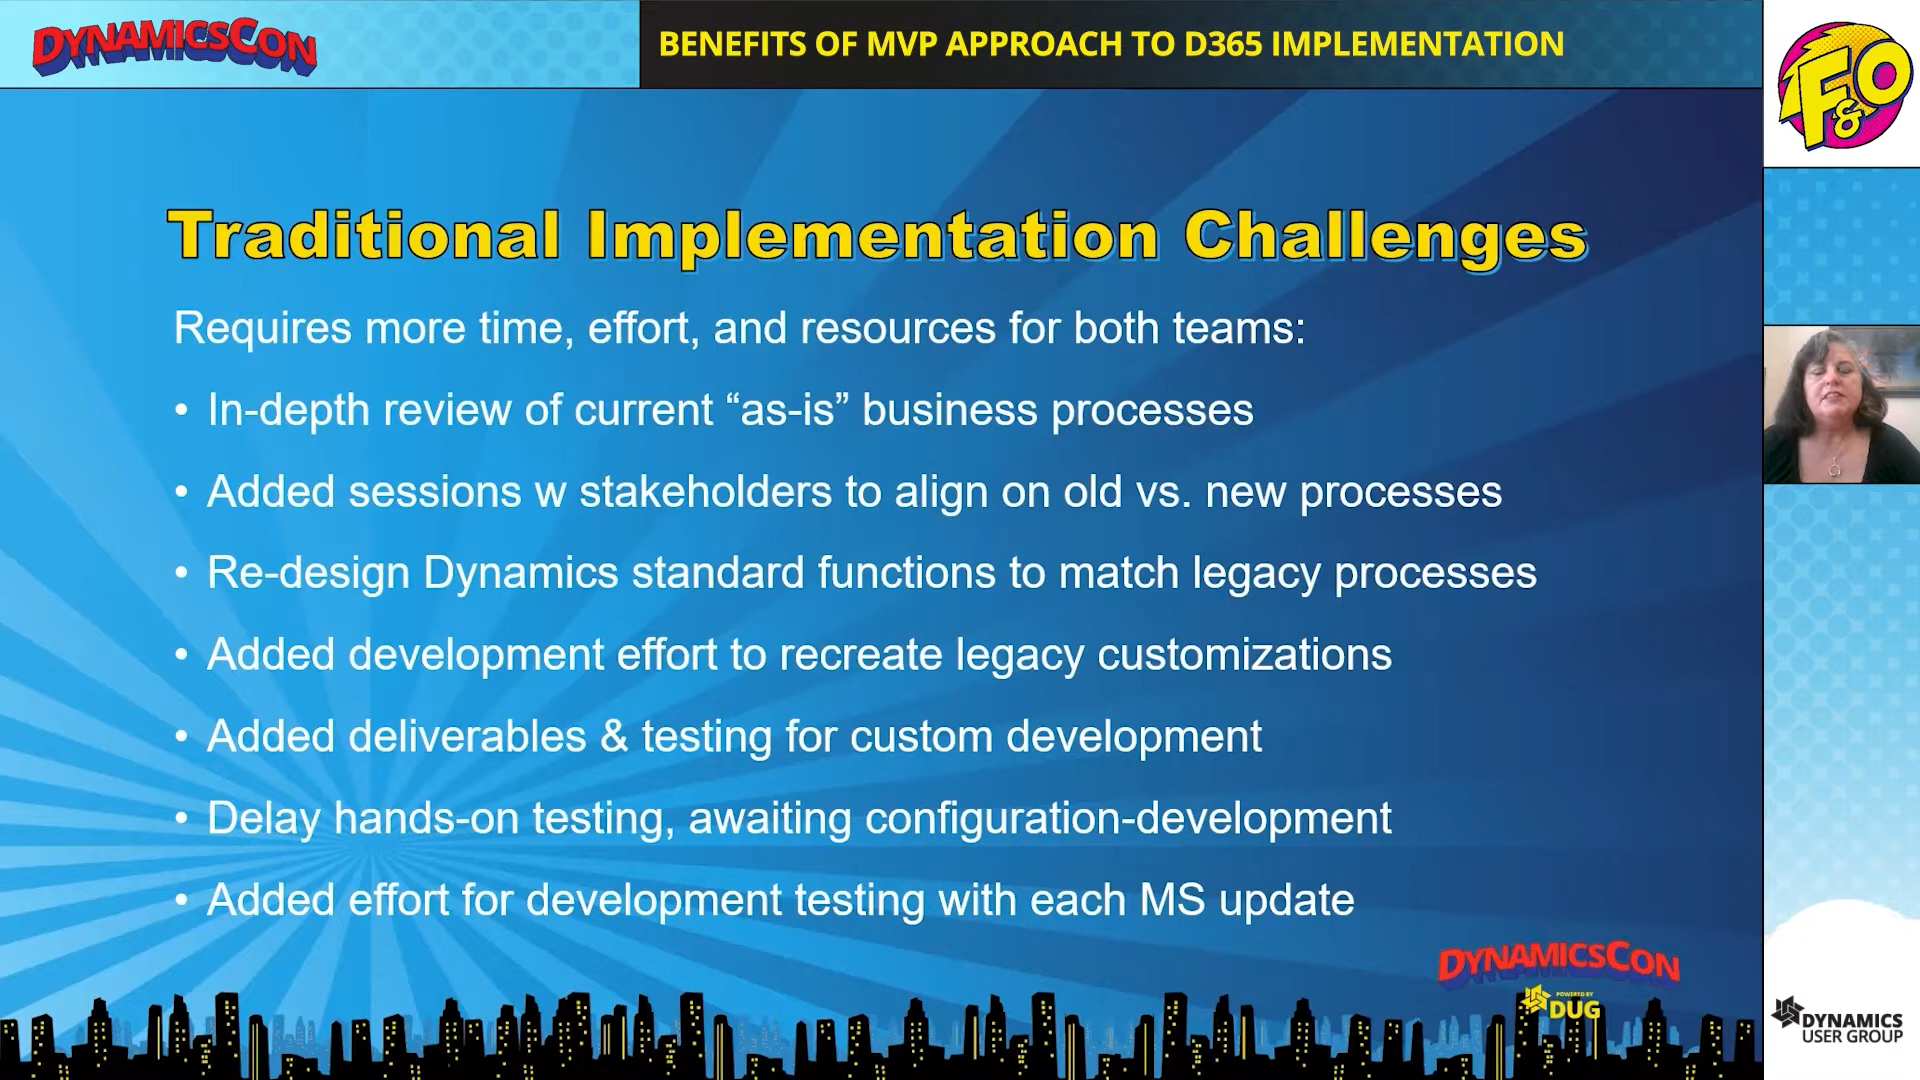 DYNAMICSCON
BENEFITS OF MVP APPROACH TO D365 IMPLEMENTATION
F&O
Traditional Implementation Challenges
Requires more time, effort, and resources for both teams:
• In-depth review of current “as-is” business processes
• Added sessions w stakeholders to align on old vs. new processes
• Re-design Dynamics standard functions to match legacy processes
• Added development effort to recreate legacy customizations
• Added deliverables & testing for custom development
• Delay hands-on testing, awaiting configuration-development
• Added effort for development testing with each MS update
DYNAMICSCON
POWERED BY
DUG
DYNAMICS
USER GROUP